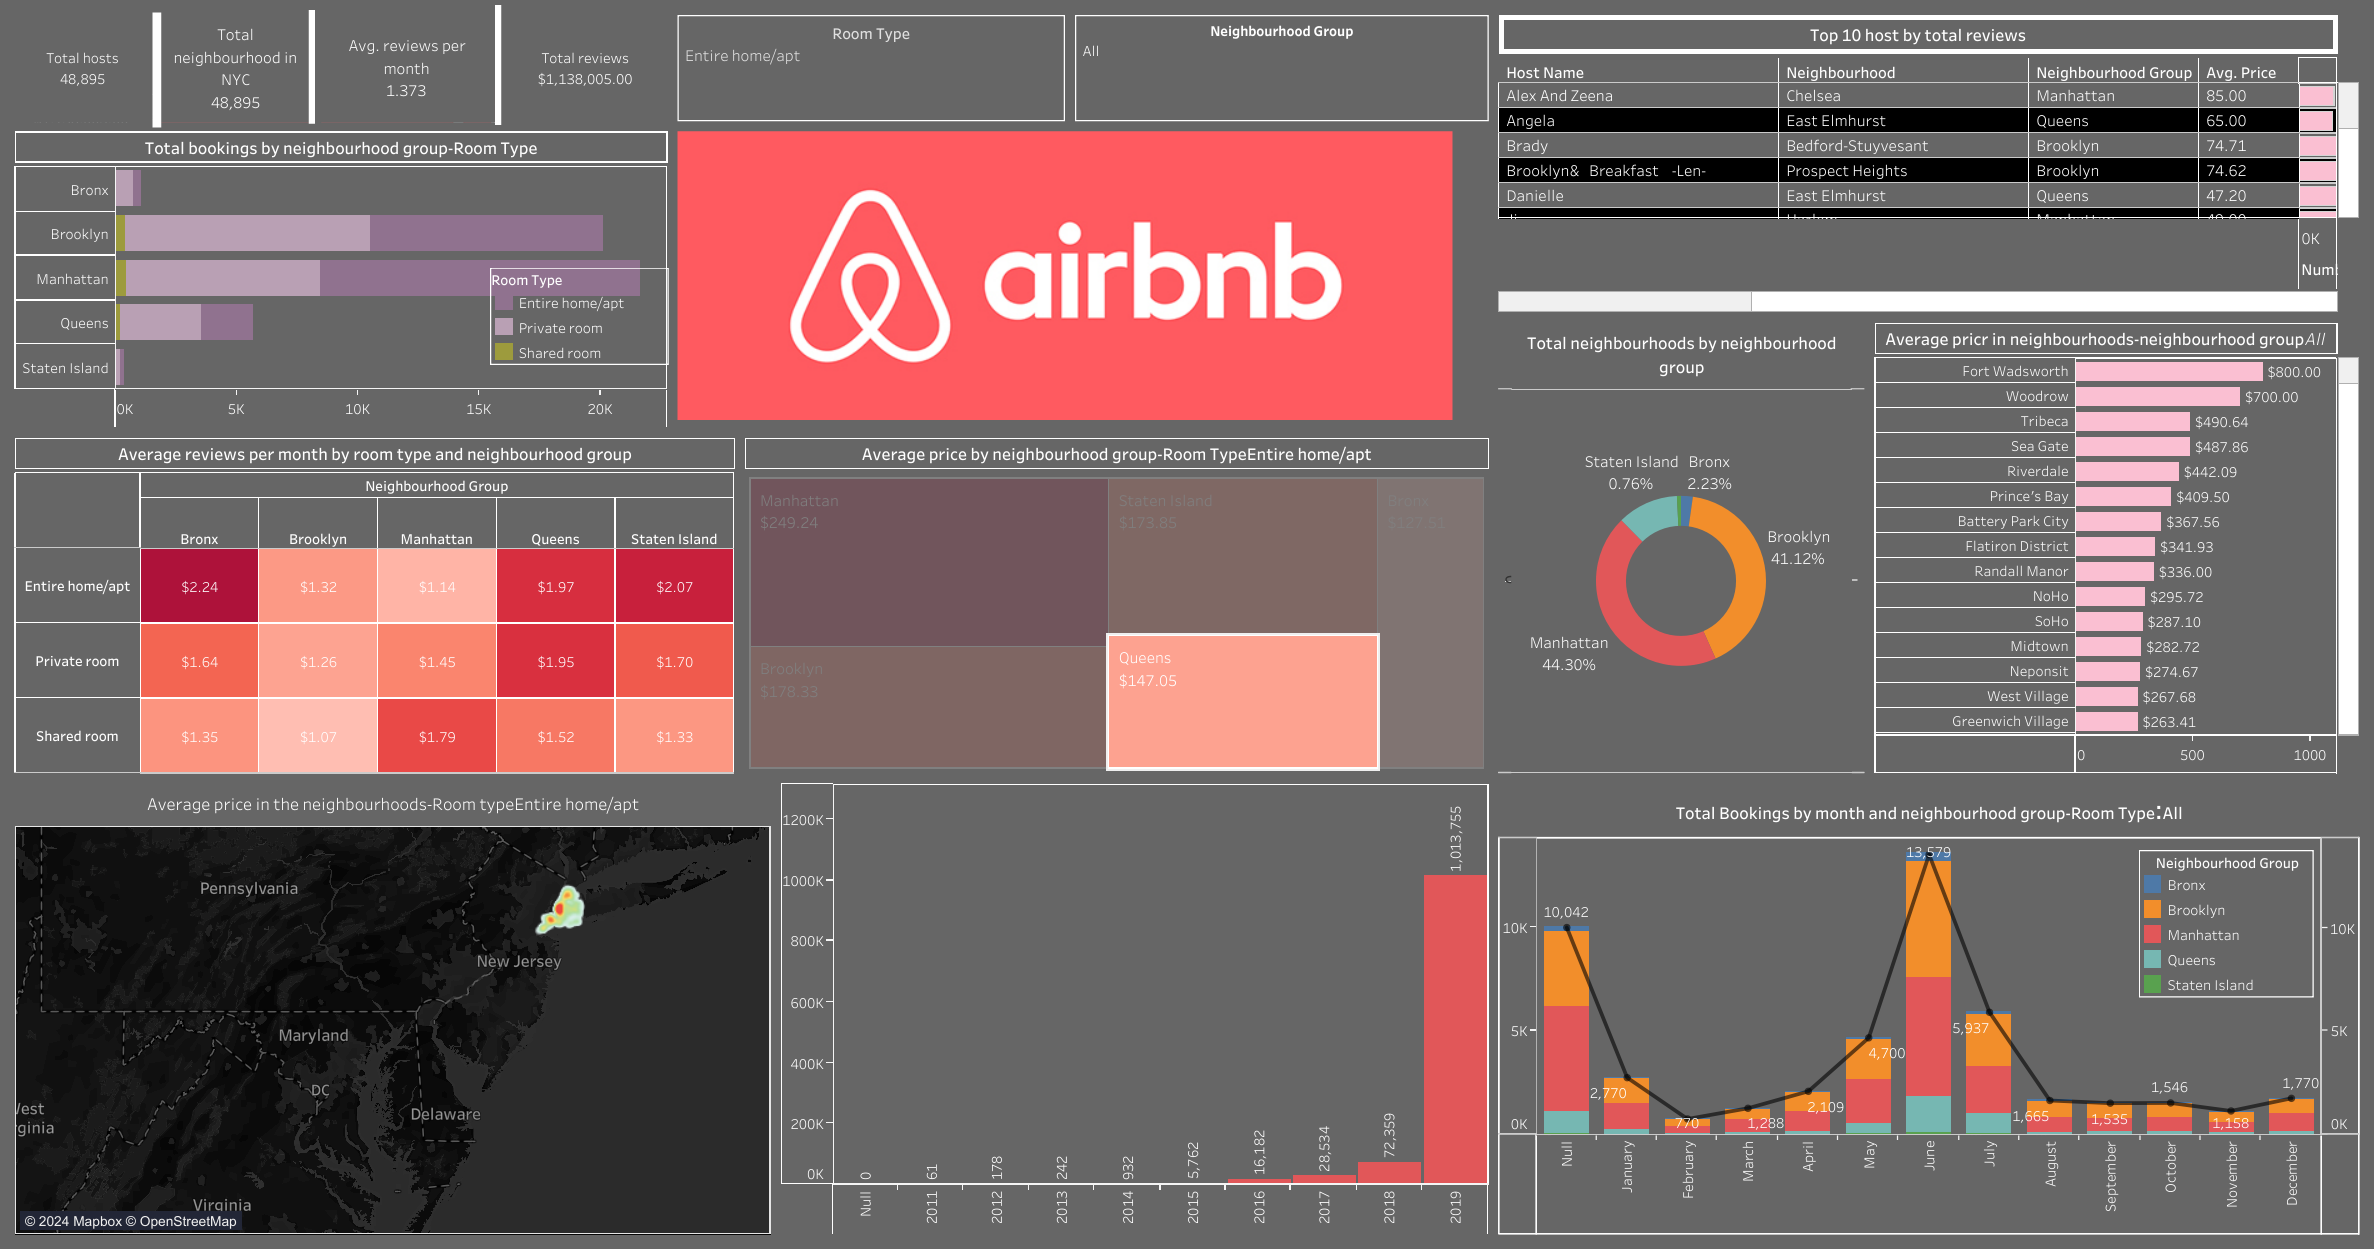 Total hosts
48,895
Total
neighbourhood in
NYC
48,895
Avg. reviews per
month
1.373
Total reviews
$1,138,005.00
Room Type
Entire home/apt
Neighbourhood Group
All
Top 10 host by total reviews
Host Name Neighbourhood Neighbourhood Group Avg. Price
Alex And Zeena Chelsea Manhattan 85.00
Angela East Elmhurst Queens 65.00
Brady Bedford-Stuyvesant Brooklyn 74.71
Brooklyn& Breakfast -Len- Prospect Heights Brooklyn 74.62
Danielle East Elmhurst Queens 47.20
0K
Total bookings by neighbourhood group-Room Type
Bronx
Brooklyn
Manhattan
Queens
Staten Island
0K 5K 10K 15K 20K
Room Type
Entire home/apt
Private room
Shared room
airbnb
Total neighbourhoods by neighbourhood
group
Staten Island
0.76%
Bronx
2.23%
Brooklyn
41.12%
Manhattan
44.30%
Average pricr in neighbourhoods-neighbourhood groupAll
Fort Wadsworth $800.00
Woodrow $700.00
Tribeca $490.64
Sea Gate $487.86
Riverdale $442.09
Prince's Bay $409.50
Battery Park City $367.56
Flatiron District $341.93
Randall Manor $336.00
NoHo $295.72
SoHo $287.10
Midtown $282.72
Neponsit $274.67
West Village $267.68
Greenwich Village $263.41
0 500 1000
Average reviews per month by room type and neighbourhood group
Neighbourhood Group
Bronx Brooklyn Manhattan Queens Staten Island
Entire home/apt $2.24 $1.32 $1.14 $1.97 $2.07
Private room $1.64 $1.26 $1.45 $1.95 $1.70
Shared room $1.35 $1.07 $1.79 $1.52 $1.33
Average price by neighbourhood group-Room TypeEntire home/apt
Manhattan
$249.24
Staten Island
$173.85
Bronx
$127.51
Brooklyn
$178.33
Queens
$147.05
Average price in the neighbourhoods-Room typeEntire home/apt
Pennsylvania
New Jersey
Maryland
DC
Delaware
Virginia
© 2024 Mapbox © OpenStreetMap
1200K
1000K
800K
600K
400K
200K
0K
0 61 178 242 932 5,762 16,182 28,534 72,359 1,013,755
Null 2011 2012 2013 2014 2015 2016 2017 2018 2019
Total Bookings by month and neighbourhood group-Room Type:All
Neighbourhood Group
Bronx
Brooklyn
Manhattan
Queens
Staten Island
10K
5K
0K
10,042 2,770 770 1,288 2,109 4,700 13,579 5,937 1,665 1,535 1,546 1,158 1,770
10K
5K
0K
Null January February March April May June July August September October November December